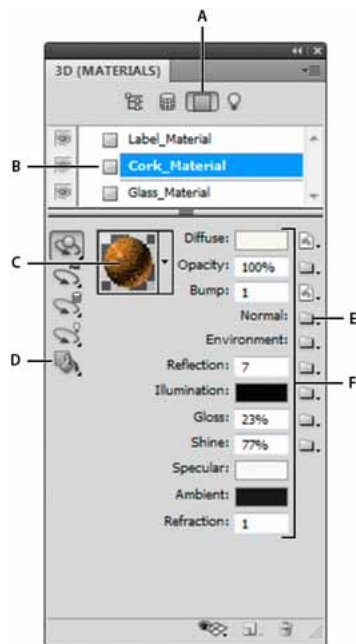 A
3D (MATERIALS)
Label_Material
B
Cork_Material
Glass_Material
C
Diffuse:
Opacity: 100%
Bump: 1
Normal:
E
Environment:
D
Reflection: 7
F
Illumination:
Gloss: 23%
Shine: 77%
Specular:
Ambient:
Refraction: 1